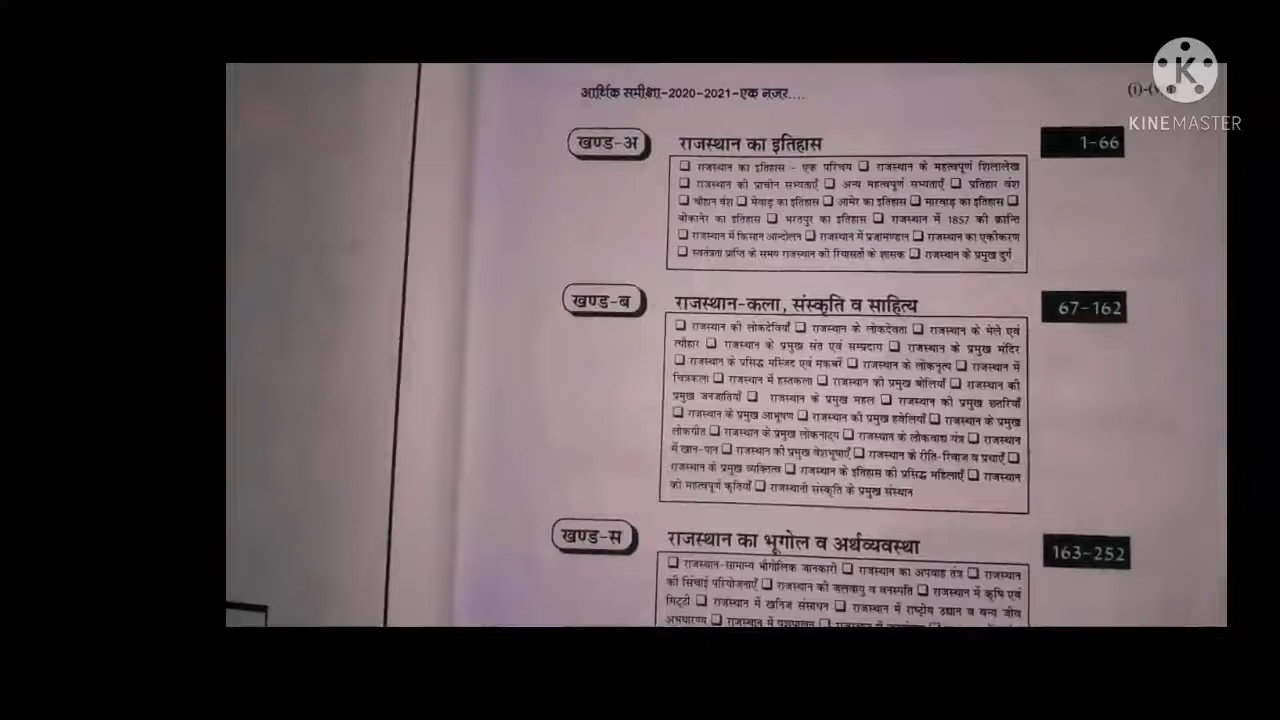 आर्थिक समीक्षा-2020-2021-एक नजर....
KINEMASTER
खण्ड-अ राजस्थान का इतिहास 1-66
❑ राजस्थान का इतिहास - एक परिचय ❑ राजस्थान के महत्वपूर्ण शिलालेख
❑ राजस्थान की प्राचीन सभ्यताएँ ❑ अन्य महत्वपूर्ण सभ्यताएँ ❑ प्रतिहार वंश
❑ चौहान वंश ❑ मेवाड़ का इतिहास ❑ आमेर का इतिहास ❑ मारवाड़ का इतिहास ❑
बीकानेर का इतिहास ❑ भरतपुर का इतिहास ❑ राजस्थान में 1857 की क्रान्ति
❑ राजस्थान में किसान आन्दोलन ❑ राजस्थान में प्रजामण्डल ❑ राजस्थान का एकीकरण
❑ स्वतंत्रता प्राप्ति के समय राजस्थान की रियासतों के शासक ❑ राजस्थान के प्रमुख दुर्ग
खण्ड-ब राजस्थान-कला, संस्कृति व साहित्य 67-162
❑ राजस्थान की लोकदेवियाँ ❑ राजस्थान के लोकदेवता ❑ राजस्थान के मेले एवं
त्यौहार ❑ राजस्थान के प्रमुख संत एवं सम्प्रदाय ❑ राजस्थान के प्रमुख मंदिर
❑ राजस्थान के प्रसिद्ध मस्जिद एवं मकबरें ❑ राजस्थान के लोकनृत्य ❑ राजस्थान में
चित्रकला ❑ राजस्थान में हस्तकला ❑ राजस्थान की प्रमुख बोलियाँ ❑ राजस्थान की
प्रमुख जनजातियाँ ❑ राजस्थान के प्रमुख महल ❑ राजस्थान की प्रमुख छतरियाँ
❑ राजस्थान के प्रमुख आभूषण ❑ राजस्थान की प्रमुख हवेलियाँ ❑ राजस्थान के प्रमुख
लोकगीत ❑ राजस्थान के प्रमुख लोकनाट्य ❑ राजस्थान के लोकवाद्य यंत्र ❑ राजस्थान
में खान-पान ❑ राजस्थान की प्रमुख वेशभूषाएँ ❑ राजस्थान के रीति-रिवाज व प्रथाएँ ❑
राजस्थान के प्रमुख व्यक्तित्व ❑ राजस्थान के इतिहास की प्रसिद्ध महिलाएँ ❑ राजस्थान
की महत्वपूर्ण कृतियाँ ❑ राजस्थानी संस्कृति के प्रमुख संस्थान
खण्ड-स राजस्थान का भूगोल व अर्थव्यवस्था 163-252
❑ राजस्थान-सामान्य भौगोलिक जानकारी ❑ राजस्थान का अपवाह तंत्र ❑ राजस्थान
की सिंचाई परियोजनाएँ ❑ राजस्थान की जलवायु व वनस्पति ❑ राजस्थान में कृषि एवं
मिट्टी ❑ राजस्थान में खनिज संसाधन ❑ राजस्थान में राष्ट्रीय उद्यान व वन्य जीव
अभयारण्य ❑ राजस्थान में पशुपालन ❑ राजस्थान में